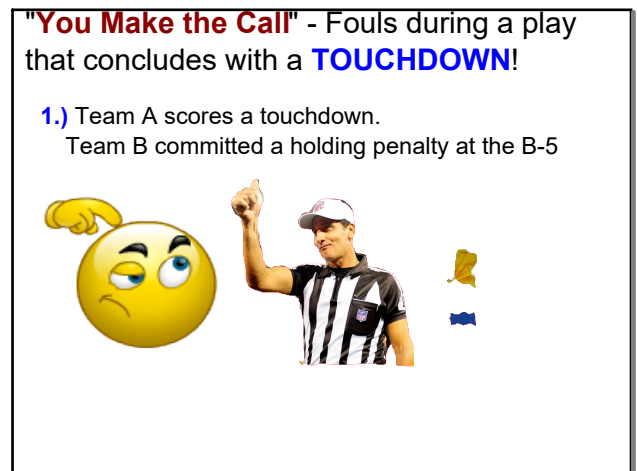 "You Make the Call" - Fouls during a play
that concludes with a TOUCHDOWN!
1.) Team A scores a touchdown.
Team B committed a holding penalty at the B-5